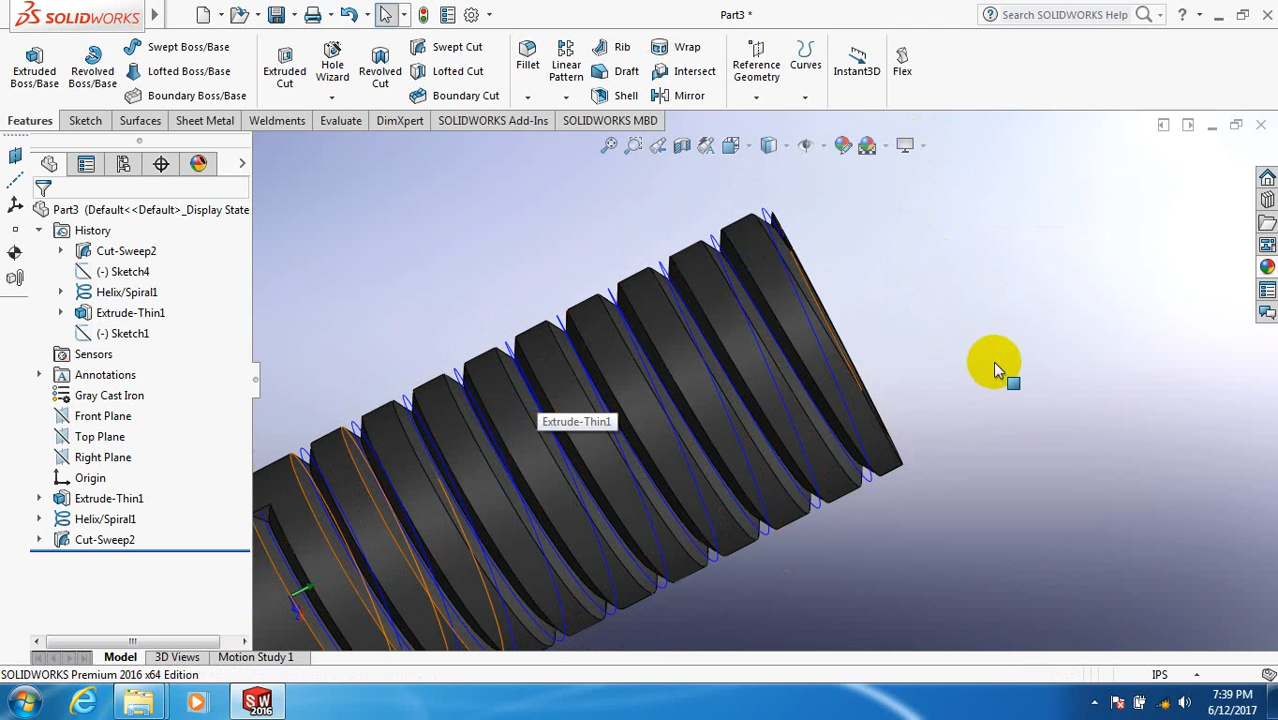 SOLIDWORKS
Part3 *
Search SOLIDWORKS Help
?
Extruded Boss/Base
Revolved Boss/Base
Swept Boss/Base
Lofted Boss/Base
Boundary Boss/Base
Extruded Cut
Hole Wizard
Revolved Cut
Swept Cut
Lofted Cut
Boundary Cut
Fillet
Linear Pattern
Rib
Draft
Shell
Wrap
Intersect
Mirror
Reference Geometry
Curves
Instant3D
Flex
Features
Sketch
Surfaces
Sheet Metal
Weldments
Evaluate
DimXpert
SOLIDWORKS Add-Ins
SOLIDWORKS MBD
Part3 (Default<<Default>_Display State
History
Cut-Sweep2
(-) Sketch4
Helix/Spiral1
Extrude-Thin1
(-) Sketch1
Sensors
Annotations
Gray Cast Iron
Front Plane
Top Plane
Right Plane
Origin
Extrude-Thin1
Helix/Spiral1
Cut-Sweep2
Extrude-Thin1
Model
3D Views
Motion Study 1
SOLIDWORKS Premium 2016 x64 Edition
IPS
SW
2016
7:39 PM
6/12/2017